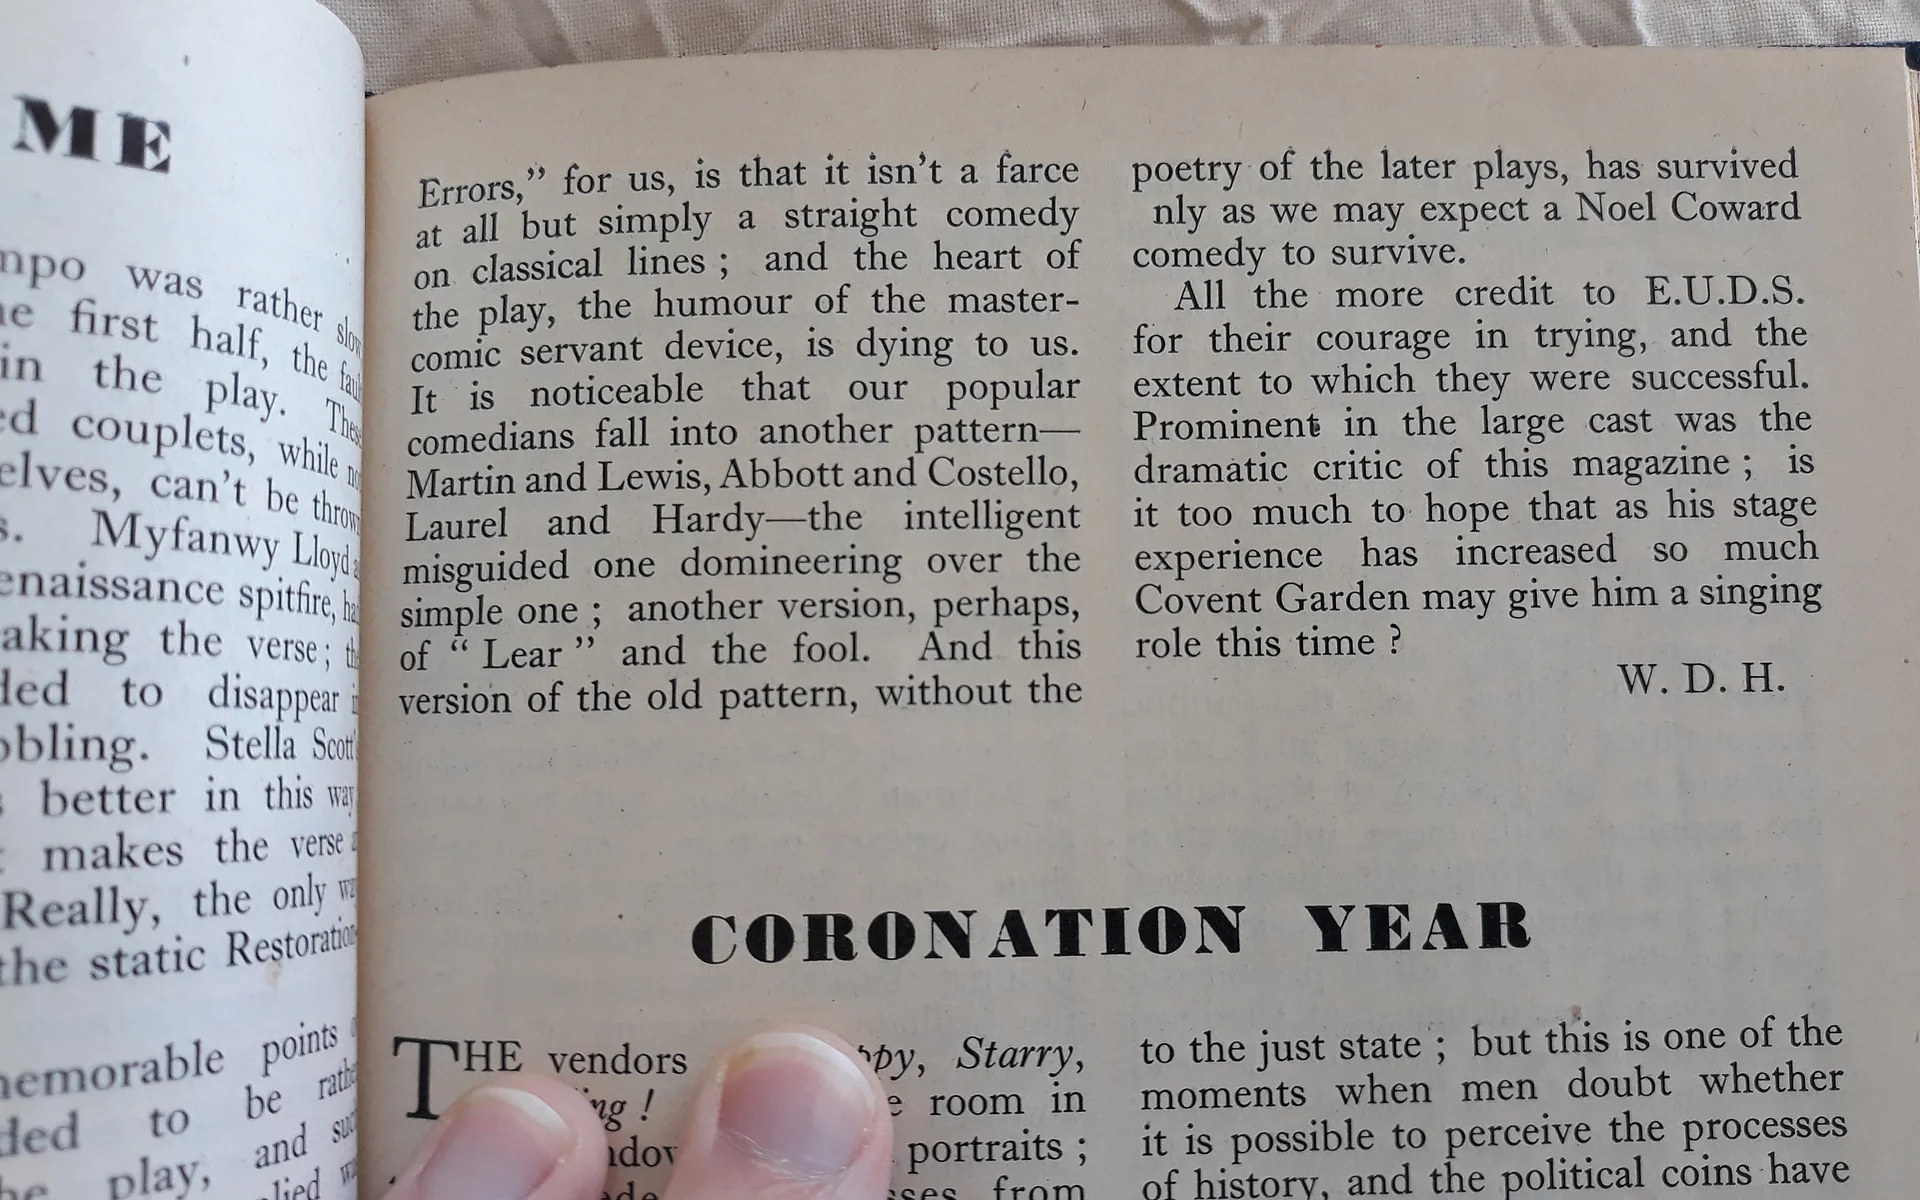 ME
was rather
first half, the
in the play.
couplets, while
can't be
Myfanwy Lloyd
spitfire,
the verse;
to disappear
Stella Scott's
better in this way
makes the verse
Really, the only
the static
points
to be
play, and
Errors,” for us, is that it isn't a farce
at all but simply a straight comedy
on classical lines ; and the heart of
the play, the humour of the master-
comic servant device, is dying to us.
It is noticeable that our popular
comedians fall into another pattern—
Martin and Lewis, Abbott and Costello,
Laurel and Hardy—the intelligent
misguided one domineering over the
simple one ; another version, perhaps,
of “ Lear ” and the fool. And this
version of the old pattern, without the
poetry of the later plays, has survived
nly as we may expect a Noel Coward
comedy to survive.
All the more credit to E.U.D.S.
for their courage in trying, and the
extent to which they were successful.
Prominent in the large cast was the
dramatic critic of this magazine ; is
it too much to hope that as his stage
experience has increased so much
Covent Garden may give him a singing
role this time ?
W. D. H.
CORONATION YEAR
THE vendors Starry,
room in
portraits ;
from
to the just state ; but this is one of the
moments when men doubt whether
it is possible to perceive the processes
of history, and the political coins have